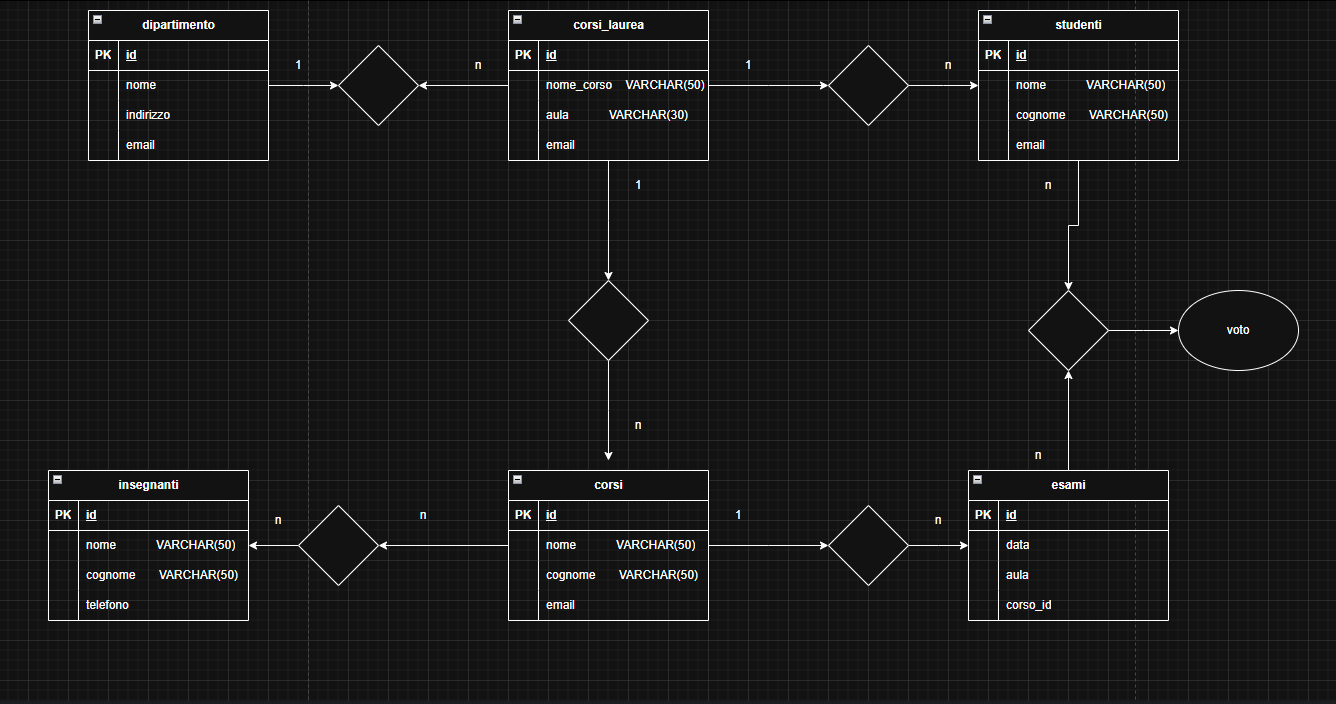 dipartimento
PK id
nome
indirizzo
email
1
n
corsi_laurea
PK id
nome_corso VARCHAR(50)
aula VARCHAR(30)
email
1
n
studenti
PK id
nome VARCHAR(50)
cognome VARCHAR(50)
email
1
n
n
voto
n
insegnanti
PK id
nome VARCHAR(50)
cognome VARCHAR(50)
telefono
n
n
corsi
PK id
nome VARCHAR(50)
cognome VARCHAR(50)
email
1
n
esami
PK id
data
aula
corso_id